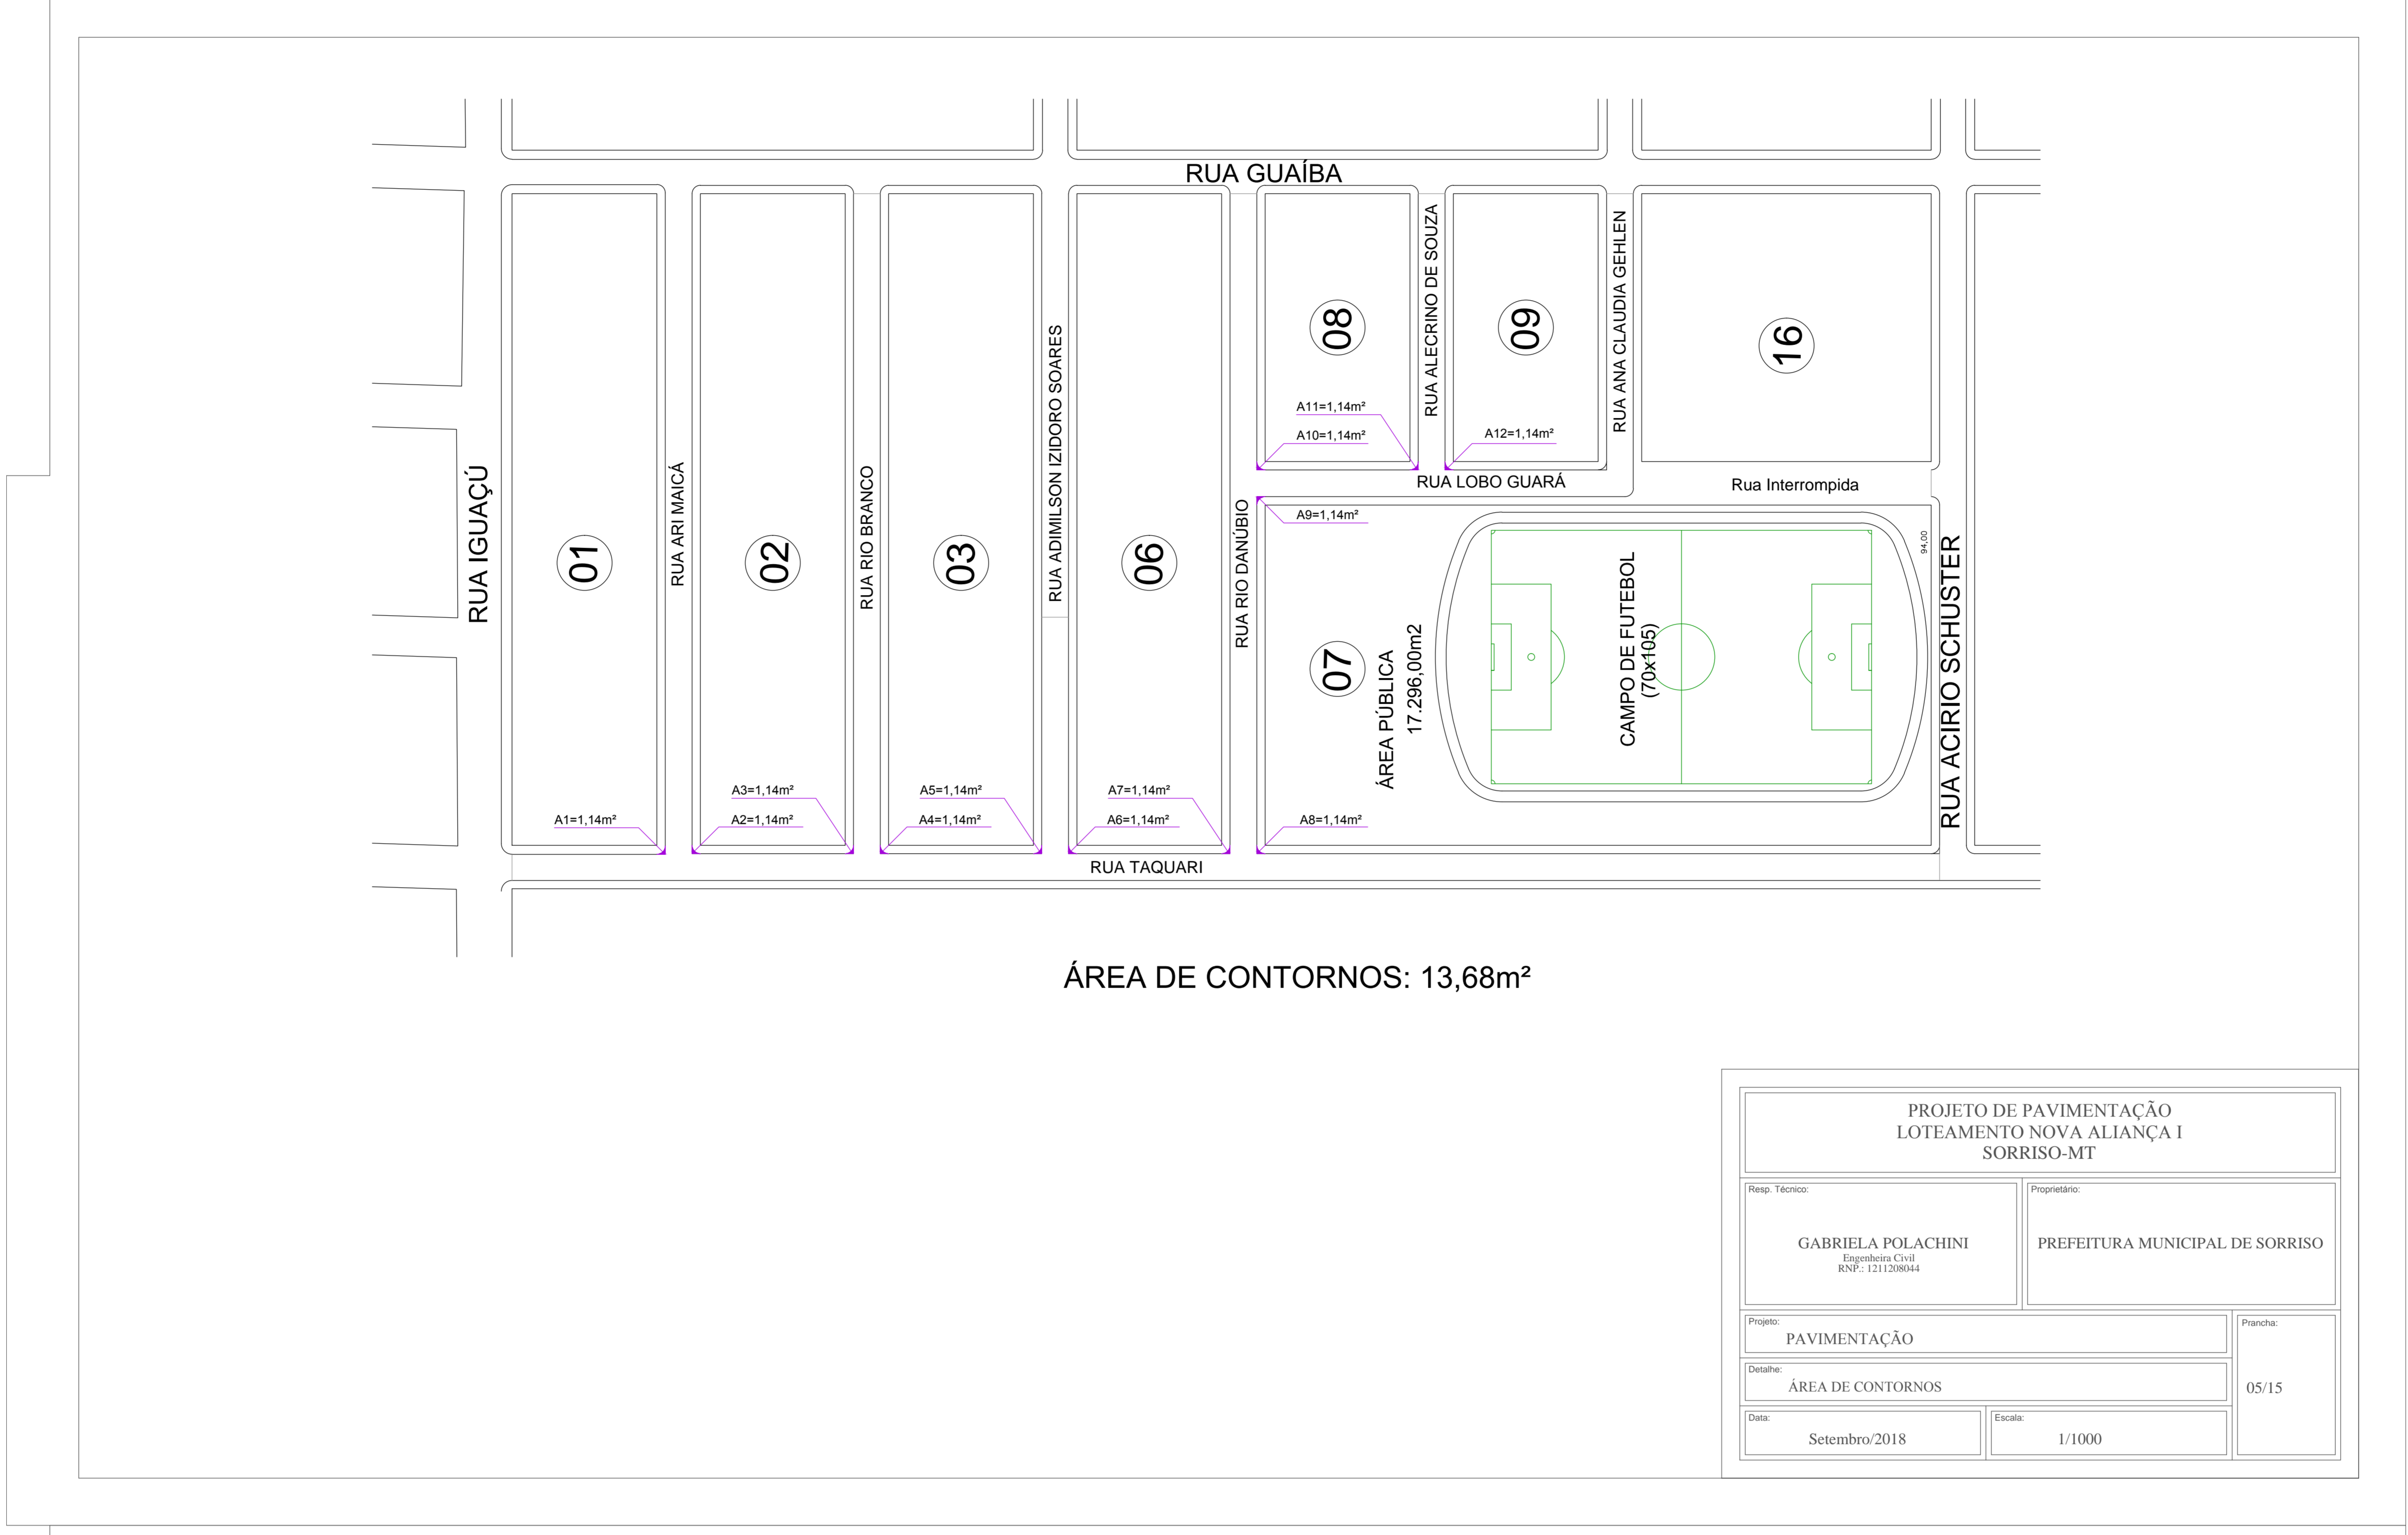 RUA GUAÍBA
RUA IGUAÇÚ
01
RUA ARI MAICÁ
02
RUA RIO BRANCO
03
RUA ADIMILSON IZIDORO SOARES
06
RUA RIO DANÚBIO
08
RUA ALECRINO DE SOUZA
09
RUA ANA CLAUDIA GEHLEN
16
A11=1,14m²
A10=1,14m²
A12=1,14m²
RUA LOBO GUARÁ
Rua Interrompida
A9=1,14m²
07
ÁREA PÚBLICA
17.296,00m2
CAMPO DE FUTEBOL
(70x105)
94,00
RUA ACIRIO SCHUSTER
A1=1,14m²
A3=1,14m²
A2=1,14m²
A5=1,14m²
A4=1,14m²
A7=1,14m²
A6=1,14m²
A8=1,14m²
RUA TAQUARI
ÁREA DE CONTORNOS: 13,68m²
PROJETO DE PAVIMENTAÇÃO
LOTEAMENTO NOVA ALIANÇA I
SORRISO-MT
Resp. Técnico:
GABRIELA POLACHINI
Engenheira Civil
RNP.: 1211208044
Proprietário:
PREFEITURA MUNICIPAL DE SORRISO
Projeto:
PAVIMENTAÇÃO
Detalhe:
ÁREA DE CONTORNOS
Data:
Setembro/2018
Escala:
1/1000
Prancha:
05/15